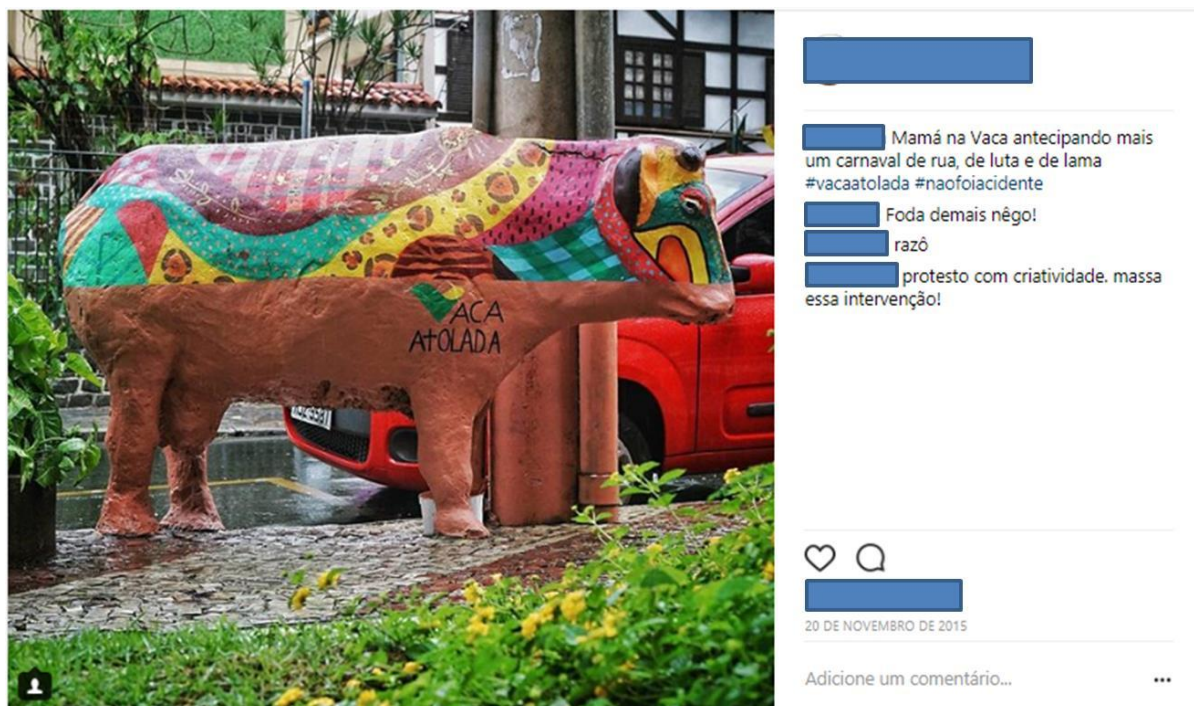 VACA
ATOLADA
Mamá na Vaca antecipando mais
um carnaval de rua, de luta e de lama
#vacaatolada #naofoiacidente
Foda demais nêgo!
razô
protesto com criatividade. massa
essa intervenção!
20 DE NOVEMBRO DE 2015
Adicione um comentário...